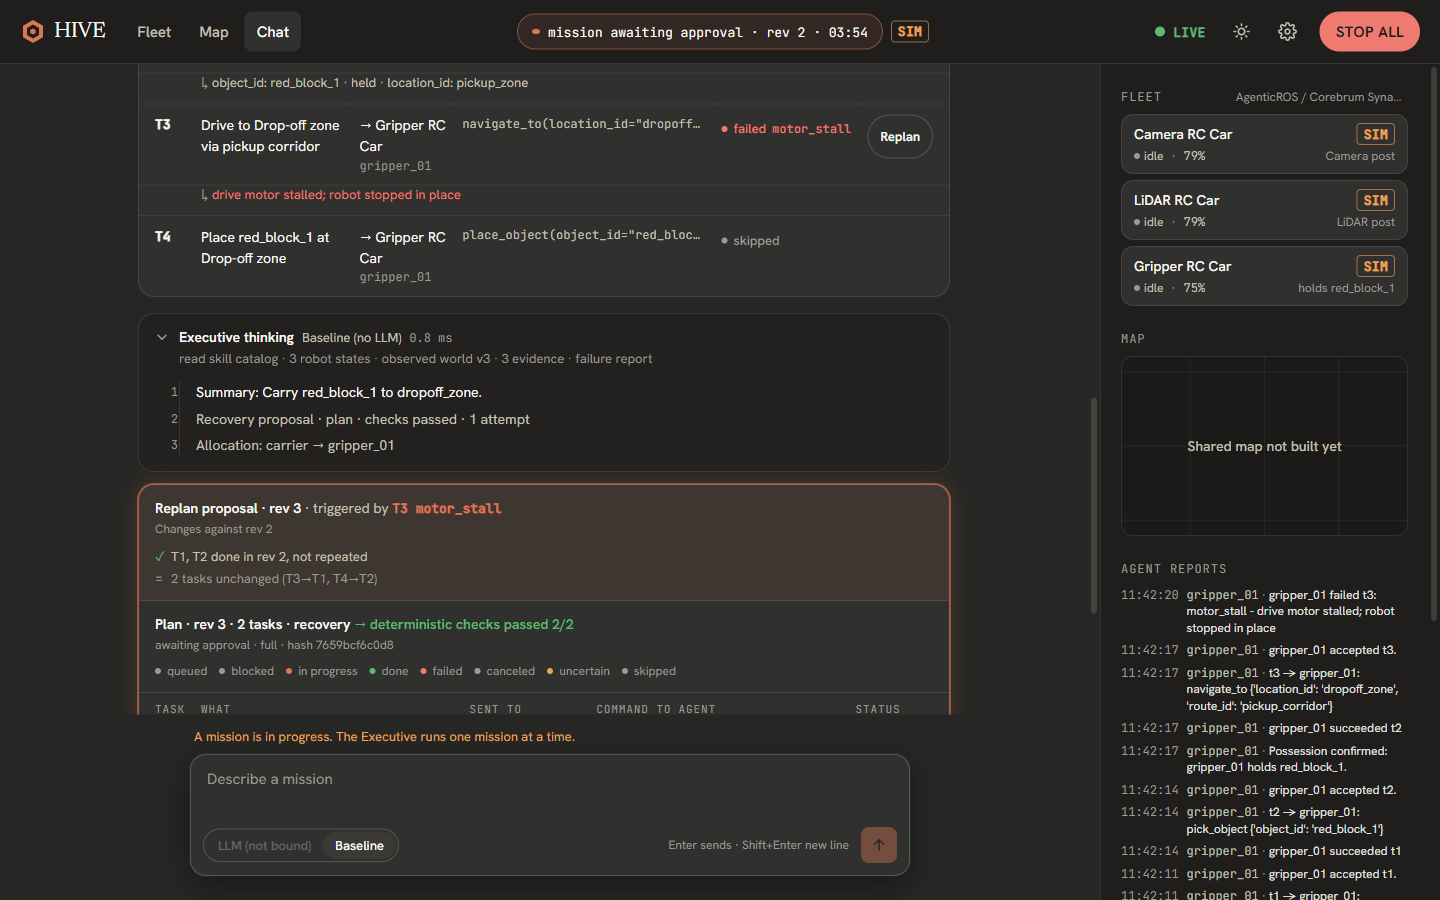 HIVE Fleet Map Chat mission awaiting approval · rev 2 · 03:54 SIM LIVE STOP ALL
↳ object_id: red_block_1 · held · location_id: pickup_zone
T3 Drive to Drop-off zone → Gripper RC navigate_to(location_id="dropoff… failed motor_stall Replan
via pickup corridor Car
gripper_01
↳ drive motor stalled; robot stopped in place
T4 Place red_block_1 at → Gripper RC place_object(object_id="red_bloc… skipped
Drop-off zone Car
gripper_01
Executive thinking Baseline (no LLM) 0.8 ms
read skill catalog · 3 robot states · observed world v3 · 3 evidence · failure report
1 Summary: Carry red_block_1 to dropoff_zone.
2 Recovery proposal · plan · checks passed · 1 attempt
3 Allocation: carrier → gripper_01
Replan proposal · rev 3 · triggered by T3 motor_stall
Changes against rev 2
✓ T1, T2 done in rev 2, not repeated
= 2 tasks unchanged (T3→T1, T4→T2)
Plan · rev 3 · 2 tasks · recovery → deterministic checks passed 2/2
awaiting approval · full · hash 7659bcf6c0d8
queued blocked in progress done failed canceled uncertain skipped
TASK WHAT SENT TO COMMAND TO AGENT STATUS
A mission is in progress. The Executive runs one mission at a time.
Describe a mission
LLM (not bound) Baseline Enter sends · Shift+Enter new line
FLEET AgenticROS / Corebrum Syna…
Camera RC Car SIM
idle · 79% Camera post
LiDAR RC Car SIM
idle · 79% LiDAR post
Gripper RC Car SIM
idle · 75% holds red_block_1
MAP
Shared map not built yet
AGENT REPORTS
11:42:20 gripper_01 · gripper_01 failed t3:
motor_stall - drive motor stalled; robot
stopped in place
11:42:17 gripper_01 · gripper_01 accepted t3.
11:42:17 gripper_01 · t3 -> gripper_01:
navigate_to {'location_id': 'dropoff_zone',
'route_id': 'pickup_corridor'}
11:42:17 gripper_01 · gripper_01 succeeded t2
11:42:17 gripper_01 · Possession confirmed:
gripper_01 holds red_block_1.
11:42:14 gripper_01 · gripper_01 accepted t2.
11:42:14 gripper_01 · t2 -> gripper_01:
pick_object {'object_id': 'red_block_1'}
11:42:14 gripper_01 · gripper_01 succeeded t1
11:42:11 gripper_01 · gripper_01 accepted t1.
11:42:11 gripper_01 · t1 -> gripper_01: